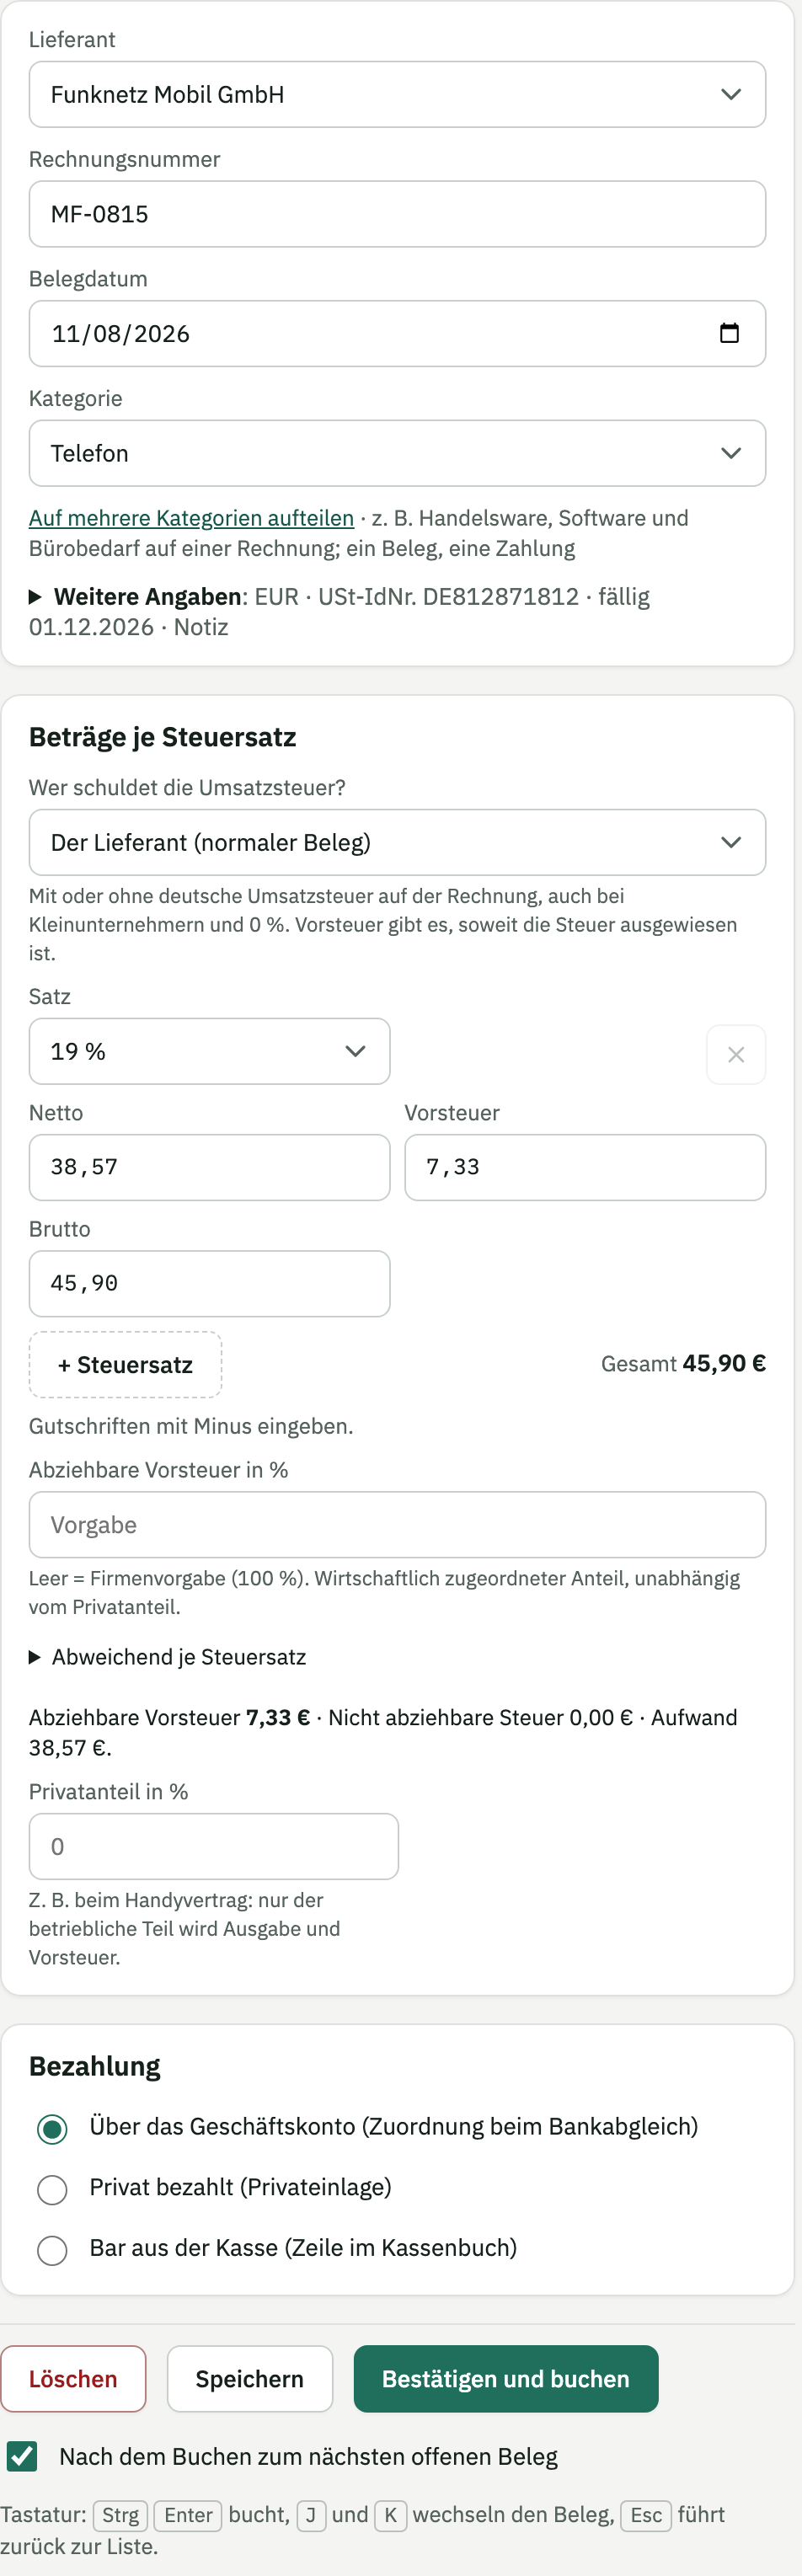 Lieferant
Funknetz Mobil GmbH
Rechnungsnummer
MF-0815
Belegdatum
11/08/2026
Kategorie
Telefon
Auf mehrere Kategorien aufteilen · z. B. Handelsware, Software und
Bürobedarf auf einer Rechnung; ein Beleg, eine Zahlung
▶ Weitere Angaben: EUR · USt-IdNr. DE812871812 · fällig
01.12.2026 · Notiz
Beträge je Steuersatz
Wer schuldet die Umsatzsteuer?
Der Lieferant (normaler Beleg)
Mit oder ohne deutsche Umsatzsteuer auf der Rechnung, auch bei
Kleinunternehmern und 0 %. Vorsteuer gibt es, soweit die Steuer ausgewiesen
ist.
Satz
19 %
Netto Vorsteuer
38,57 7,33
Brutto
45,90
+ Steuersatz Gesamt 45,90 €
Gutschriften mit Minus eingeben.
Abziehbare Vorsteuer in %
Vorgabe
Leer = Firmenvorgabe (100 %). Wirtschaftlich zugeordneter Anteil, unabhängig
vom Privatanteil.
▶ Abweichend je Steuersatz
Abziehbare Vorsteuer 7,33 € · Nicht abziehbare Steuer 0,00 € · Aufwand
38,57 €.
Privatanteil in %
0
Z. B. beim Handyvertrag: nur der
betriebliche Teil wird Ausgabe und
Vorsteuer.
Bezahlung
Über das Geschäftskonto (Zuordnung beim Bankabgleich)
Privat bezahlt (Privateinlage)
Bar aus der Kasse (Zeile im Kassenbuch)
Löschen Speichern Bestätigen und buchen
Nach dem Buchen zum nächsten offenen Beleg
Tastatur: Strg Enter bucht, J und K wechseln den Beleg, Esc führt
zurück zur Liste.